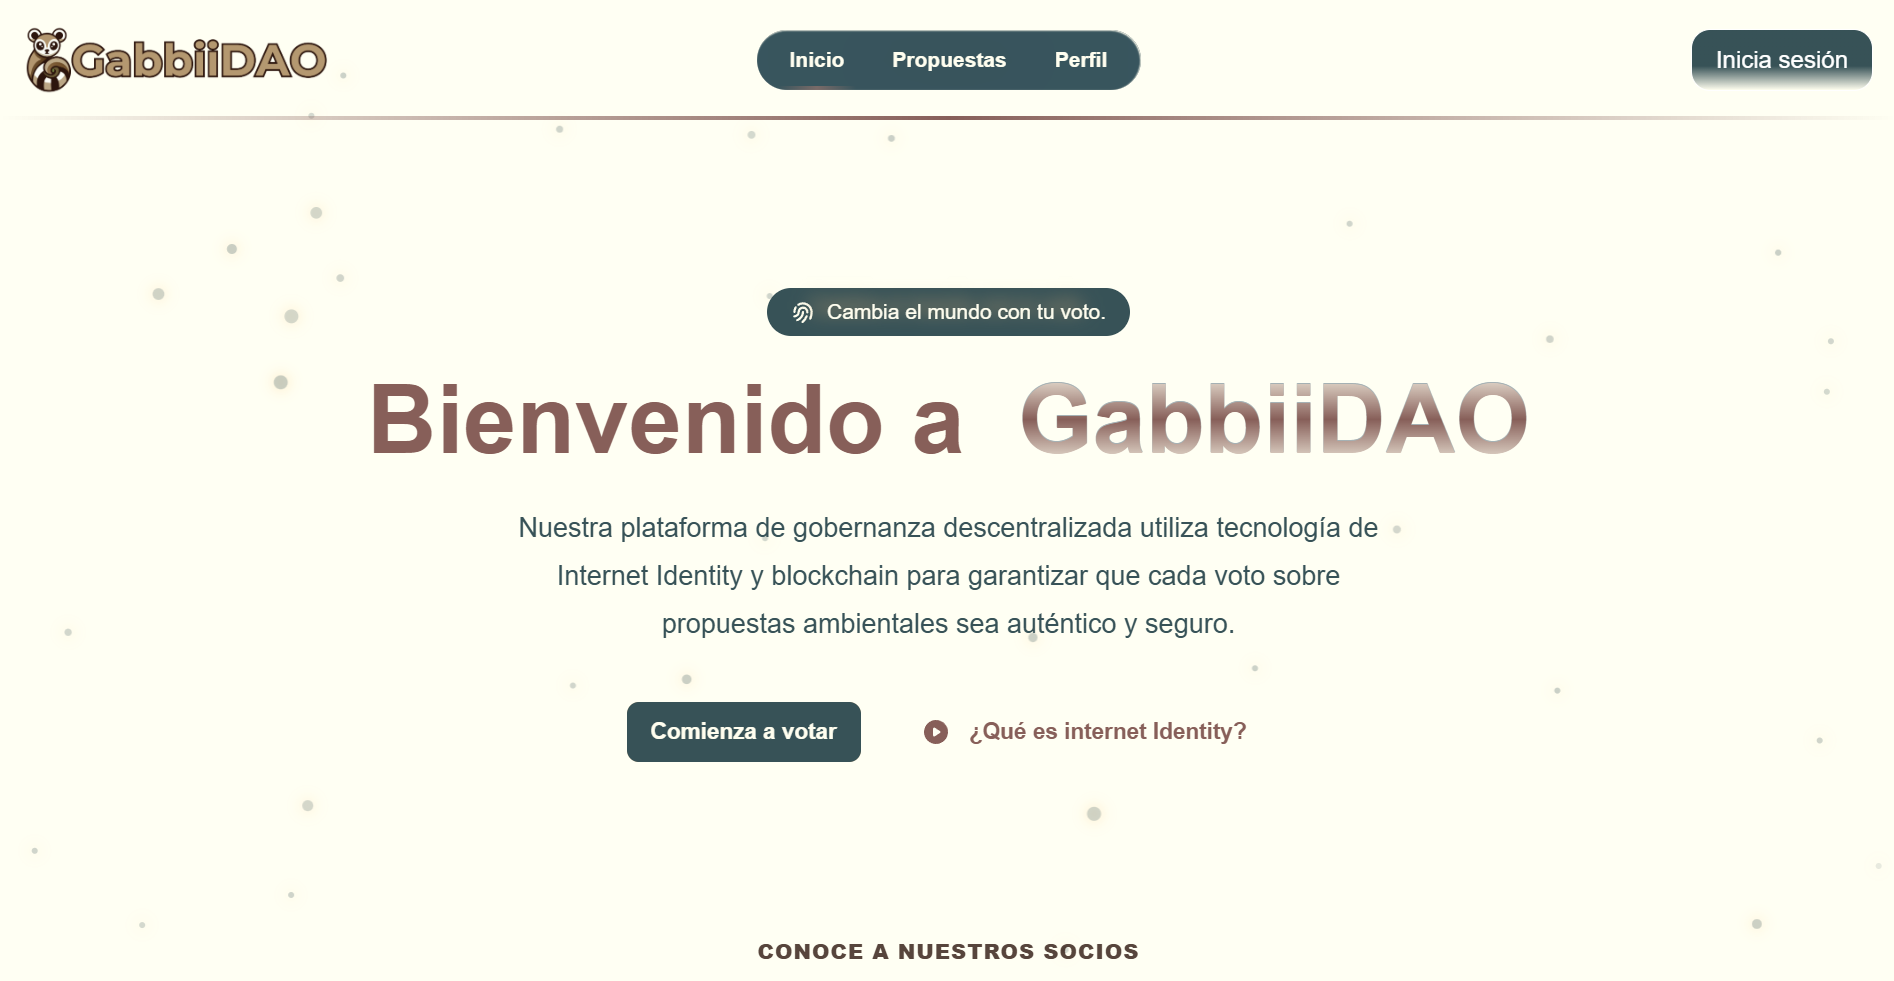 GabbiiDAO
Inicio Propuestas Perfil
Inicia sesión
Cambia el mundo con tu voto.
Bienvenido a GabbiiDAO
Nuestra plataforma de gobernanza descentralizada utiliza tecnología de
Internet Identity y blockchain para garantizar que cada voto sobre
propuestas ambientales sea auténtico y seguro.
Comienza a votar
¿Qué es internet Identity?
CONOCE A NUESTROS SOCIOS